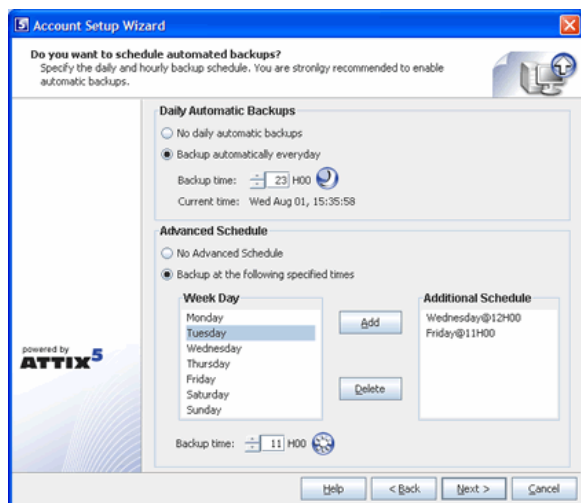 5 Account Setup Wizard
Do you want to schedule automated backups?
Specify the daily and hourly backup schedule. You are stronlgy recommended to enable
automatic backups.
Daily Automatic Backups
No daily automatic backups
Backup automatically everyday
Backup time: 23 H00
Current time: Wed Aug 01, 15:35:58
Advanced Schedule
No Advanced Schedule
Backup at the following specified times
Week Day
Monday
Tuesday
Wednesday
Thursday
Friday
Saturday
Sunday
Add
Delete
Additional Schedule
Wednesday@12H00
Friday@11H00
Backup time: 11 H00
powered by
ATTIX5
Help
< Back
Next >
Cancel